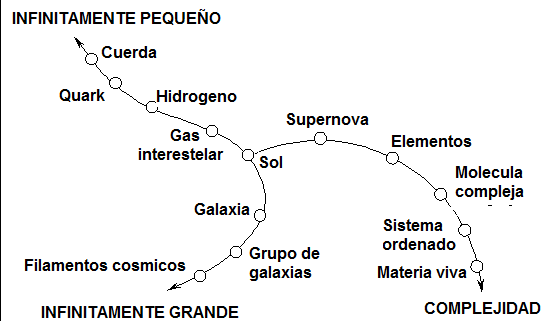 INFINITAMENTE PEQUEÑO
Cuerda
Quark
Hidrogeno
Gas
interestelar
Sol
Supernova
Elementos
Molecula
compleja
Sistema
ordenado
Materia viva
COMPLEJIDAD
Galaxia
Grupo de
galaxias
Filamentos cosmicos
INFINITAMENTE GRANDE